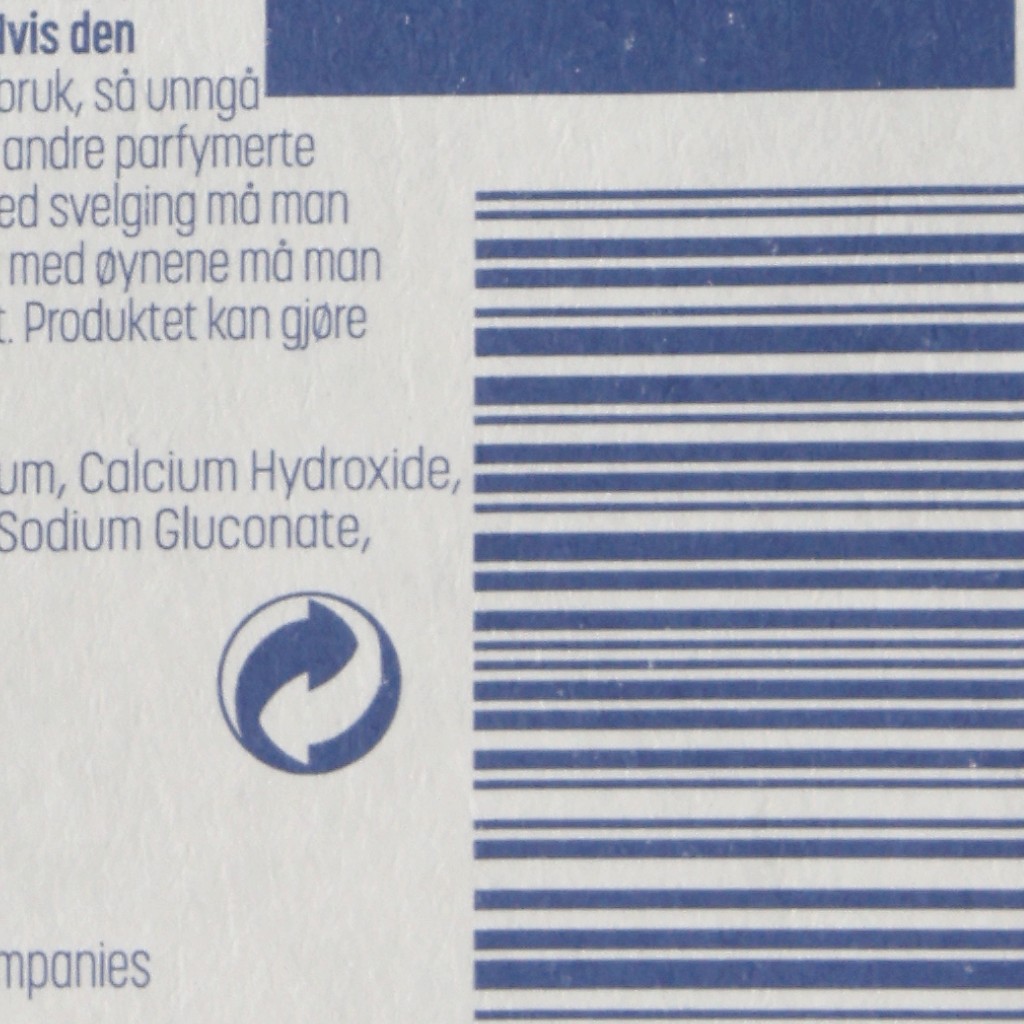 Hvis den
bruk, så unngå
andre parfymerte
ed svelging må man
med øynene må man
t. Produktet kan gjøre
um, Calcium Hydroxide,
Sodium Gluconate,
mpanies